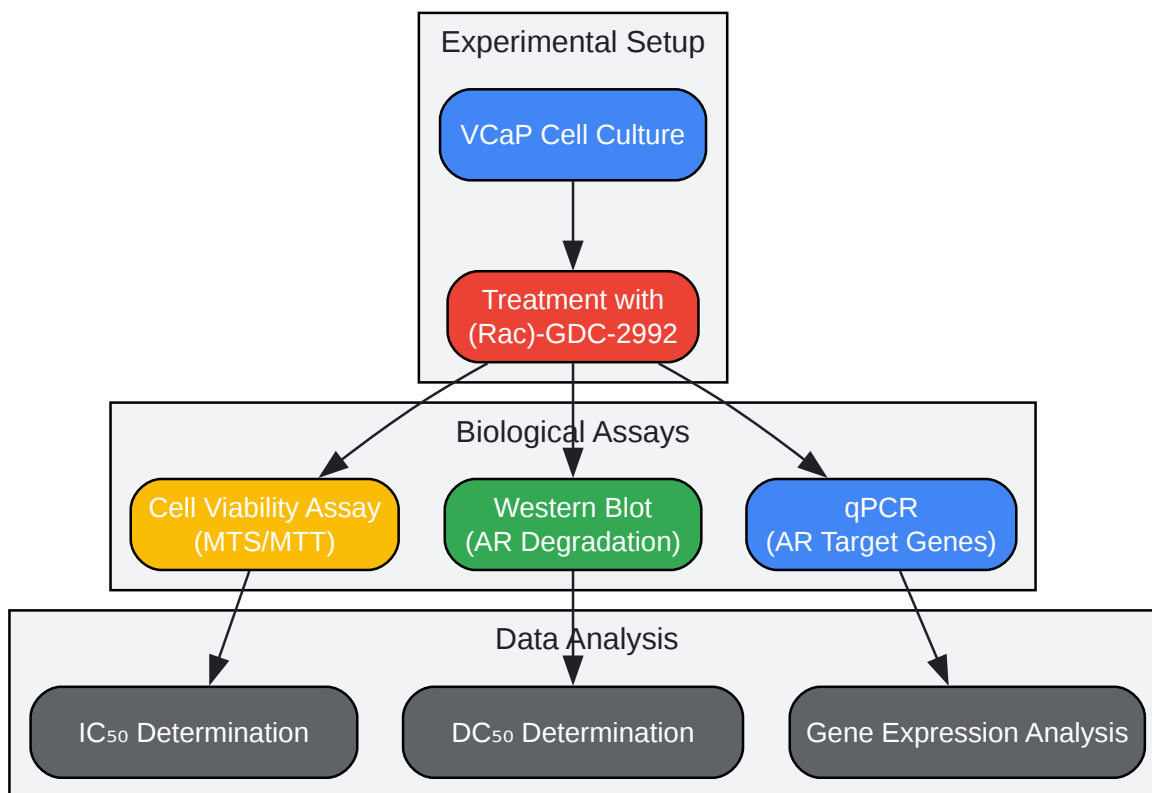 Experimental Setup
VCaP Cell Culture
Treatment with
(Rac)-GDC-2992
Biological Assays
Cell Viability Assay
(MTS/MTT)
Western Blot
(AR Degradation)
qPCR
(AR Target Genes)
Data Analysis
IC₅₀ Determination
DC₅₀ Determination
Gene Expression Analysis